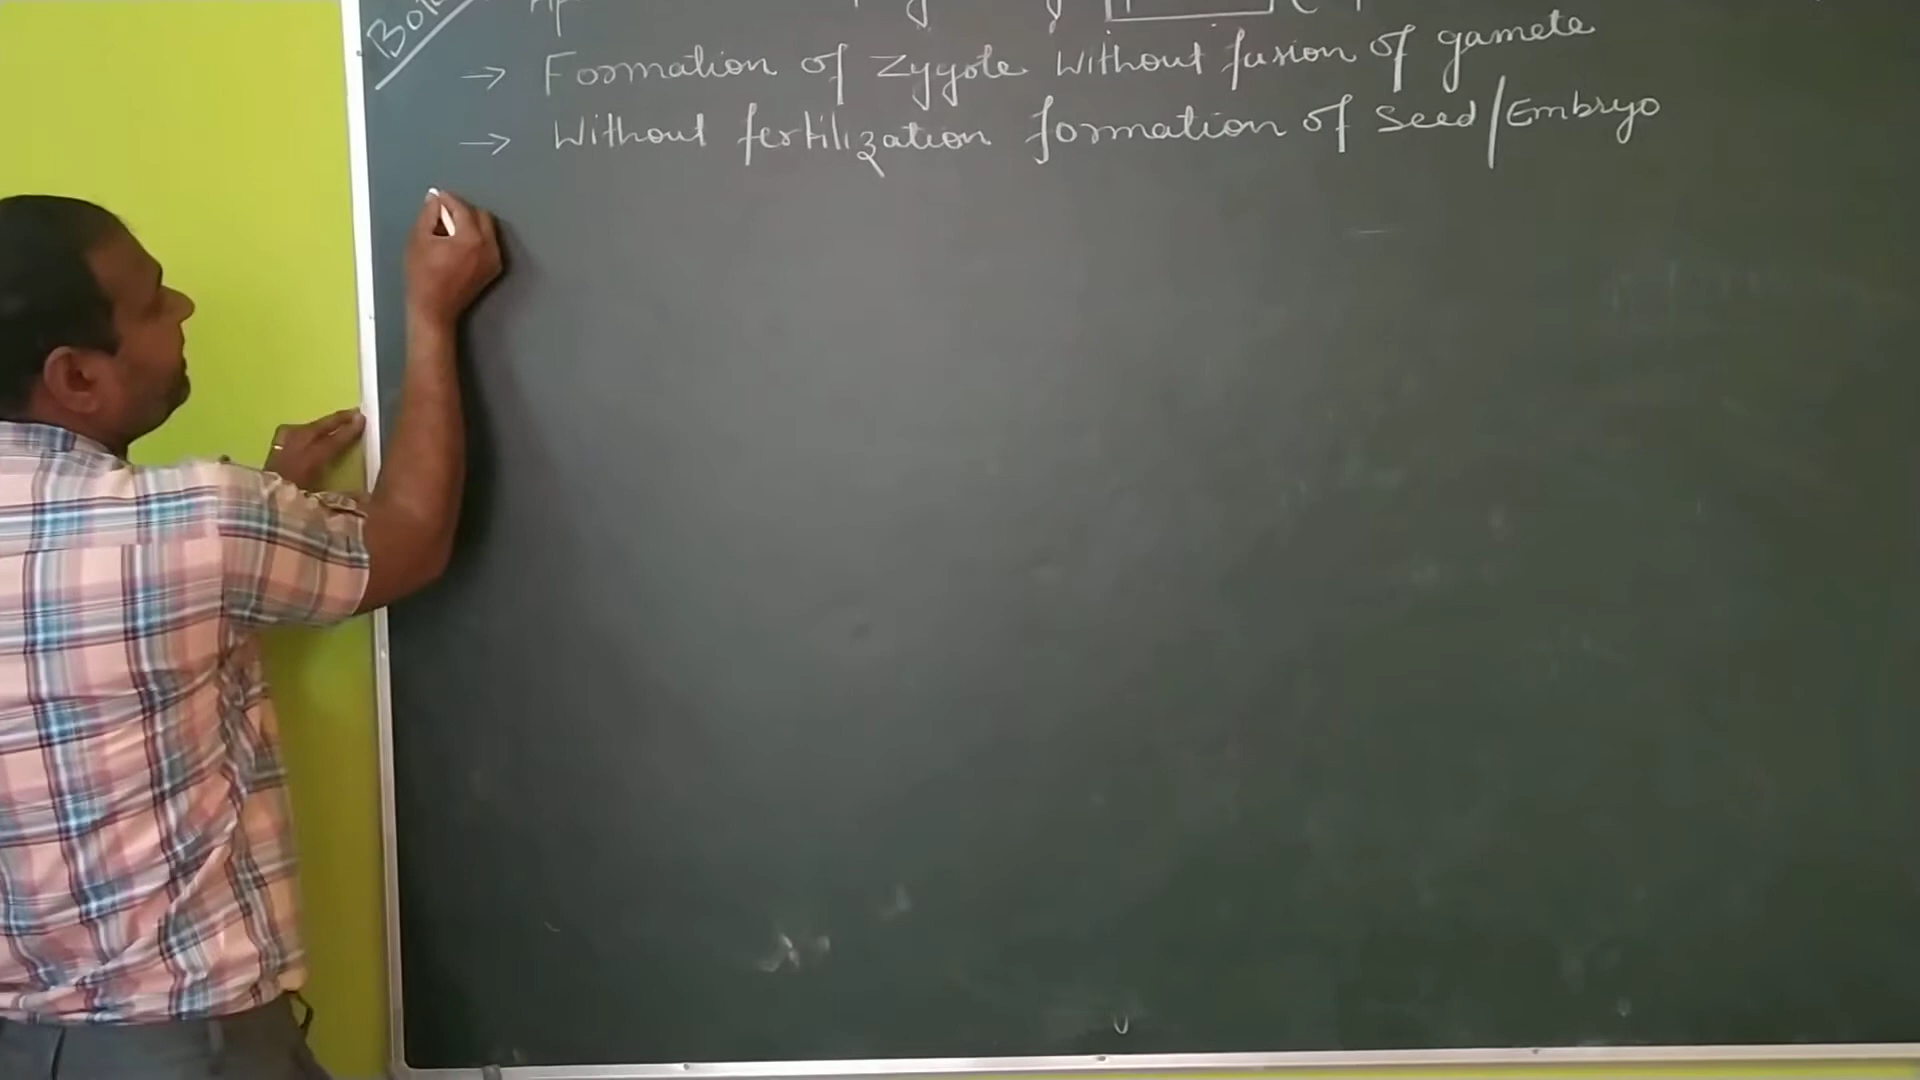 → Formation of Zygote Without fusion of gamete
→ Without fertilization formation of Seed/Embryo